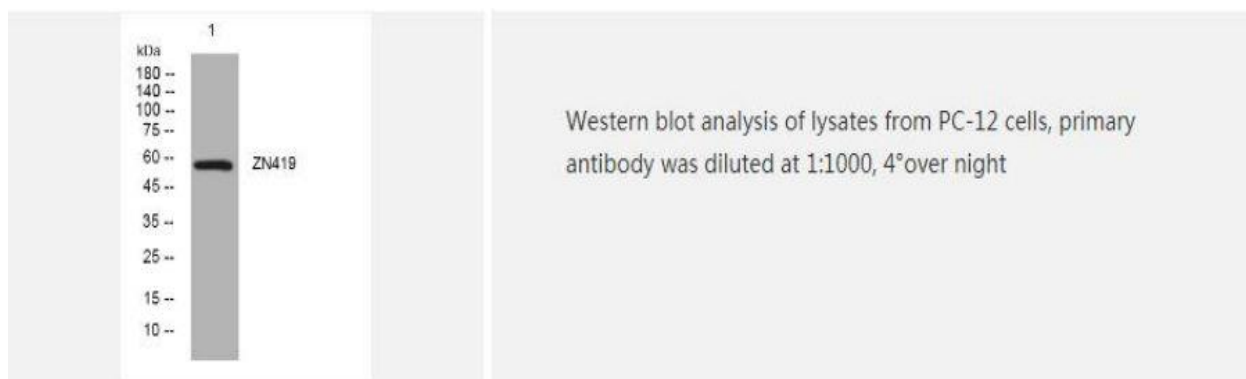 1
kDa
180 --
140 --
100 --
75 --
60 --
ZN419
45 --
35 --
25 --
15 --
10 --
Western blot analysis of lysates from PC-12 cells, primary
antibody was diluted at 1:1000, 4°over night